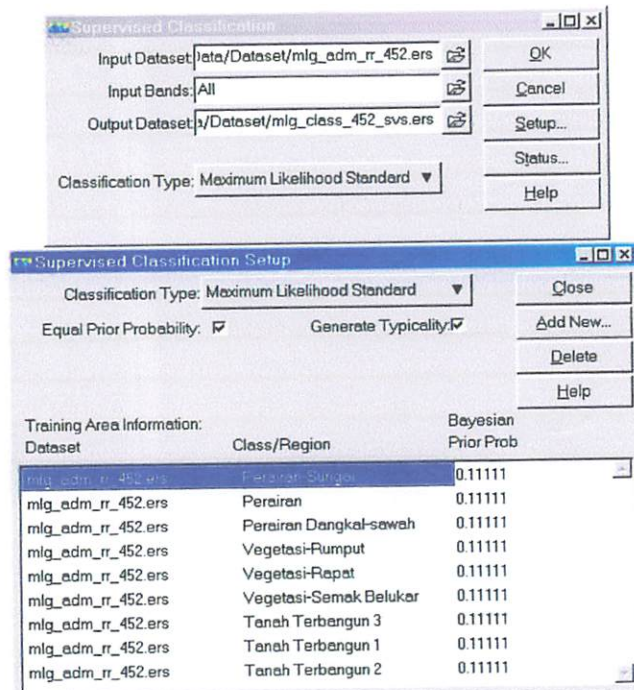 Supervised Classification
Input Dataset: Data/Dataset/mlg_adm_rr_452.ers
OK
Input Bands: All
Cancel
Output Dataset: a/Dataset/mlg_class_452_svs.ers
Setup...
Status...
Classification Type: Maximum Likelihood Standard
Help
Supervised Classification Setup
Classification Type: Maximum Likelihood Standard
Close
Equal Prior Probability:
Generate Typicality:
Add New...
Delete
Help
Training Area Information:
Bayesian
Dataset Class/Region Prior Prob
mlg_adm_rr_452.ers Perairan-Sungai 0.11111
mlg_adm_rr_452.ers Perairan 0.11111
mlg_adm_rr_452.ers Perairan Dangkal-sawah 0.11111
mlg_adm_rr_452.ers Vegetasi-Rumput 0.11111
mlg_adm_rr_452.ers Vegetasi-Rapat 0.11111
mlg_adm_rr_452.ers Vegetasi-Semak Belukar 0.11111
mlg_adm_rr_452.ers Tanah Terbangun 3 0.11111
mlg_adm_rr_452.ers Tanah Terbangun 1 0.11111
mlg_adm_rr_452.ers Tanah Terbangun 2 0.11111